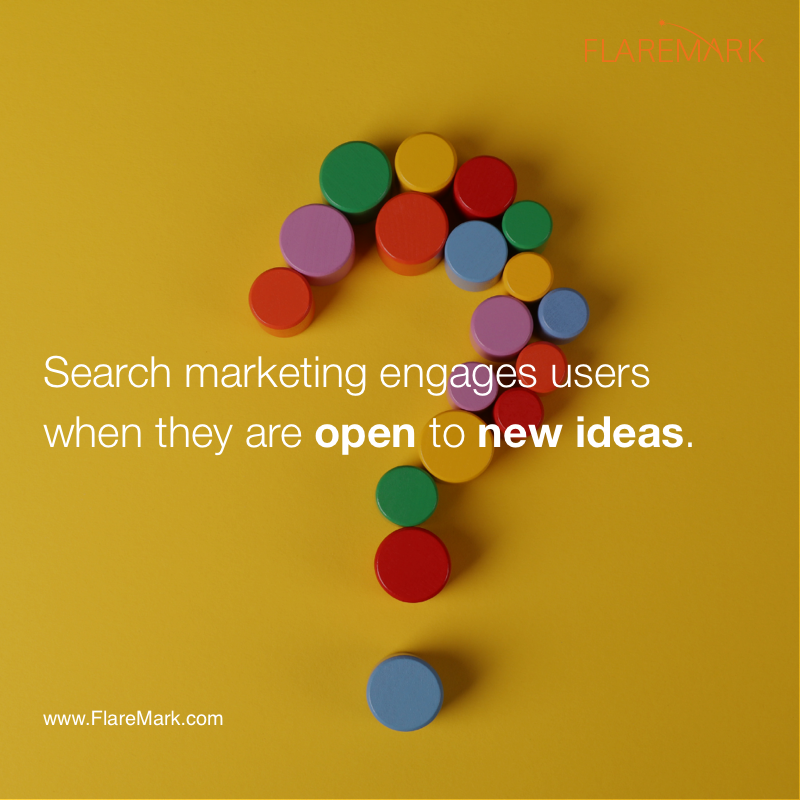 FLAREMARK
Search marketing engages users
when they are open to new ideas.
www.FlareMark.com